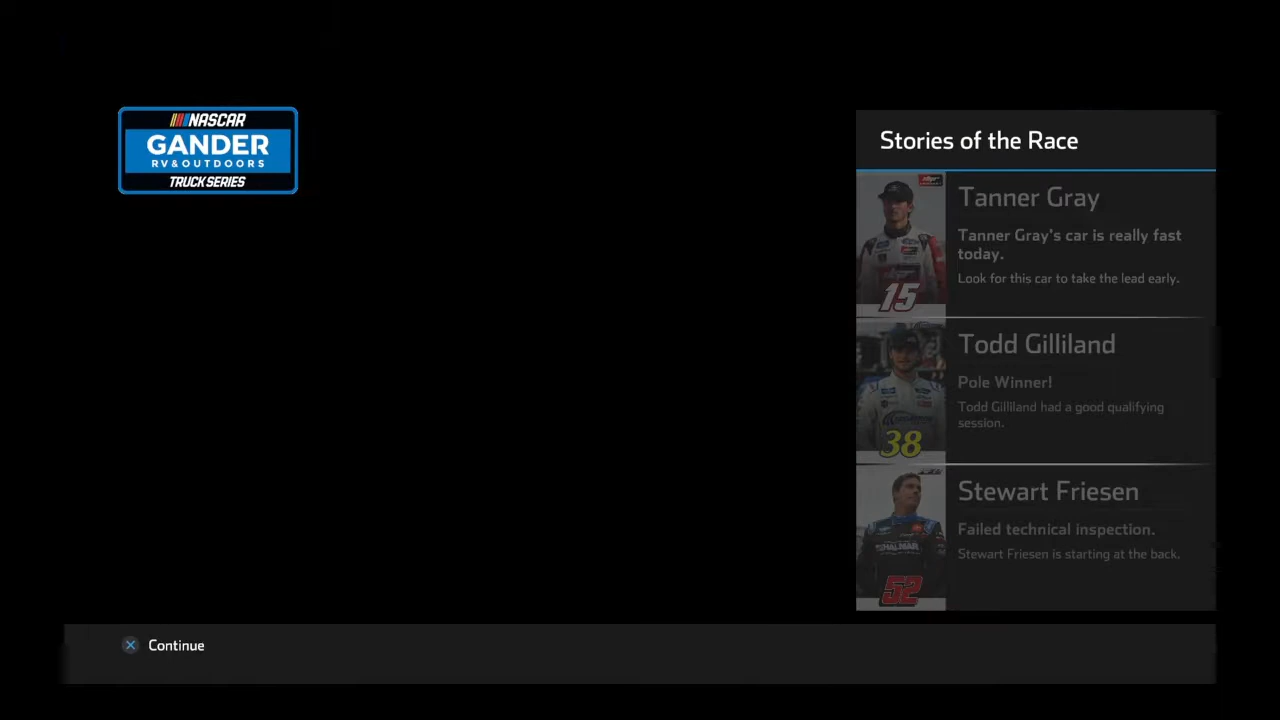 NASCAR
GANDER
RV & OUTDOORS
TRUCK SERIES
Stories of the Race
Tanner Gray
Tanner Gray's car is really fast
today.
Look for this car to take the lead early.
15
Todd Gilliland
Pole Winner!
Todd Gilliland had a good qualifying
session.
38
Stewart Friesen
Failed technical inspection.
Stewart Friesen is starting at the back.
HALMAR
52
Continue